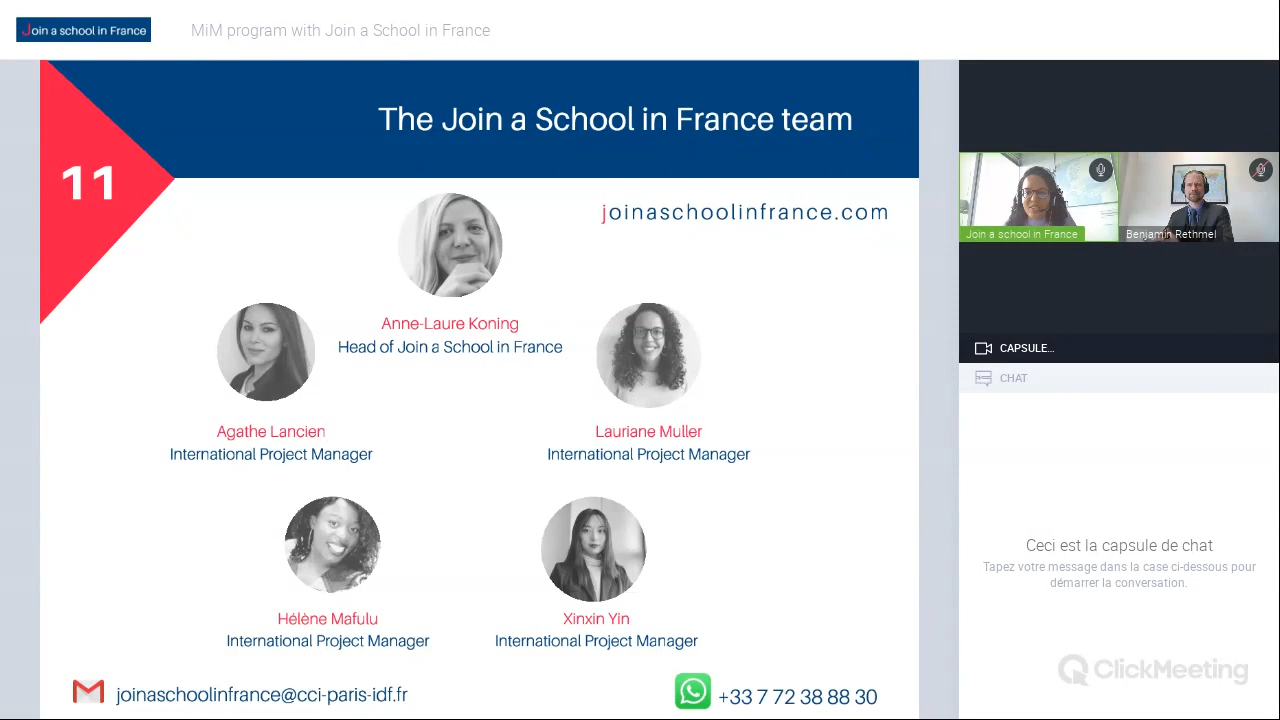 Join a school in France
MiM program with Join a School in France
The Join a School in France team
11
joinaschoolinfrance.com
Anne-Laure Koning
Head of Join a School in France
Agathe Lancien
International Project Manager
Lauriane Muller
International Project Manager
Hélène Mafulu
International Project Manager
Xinxin Yin
International Project Manager
joinaschoolinfrance@cci-paris-idf.fr
+33 7 72 38 88 30
Join a school in France
Benjamin Rethmel
CAPSULE...
CHAT
Ceci est la capsule de chat
Tapez votre message dans la case ci-dessous pour
démarrer la conversation.
ClickMeeting